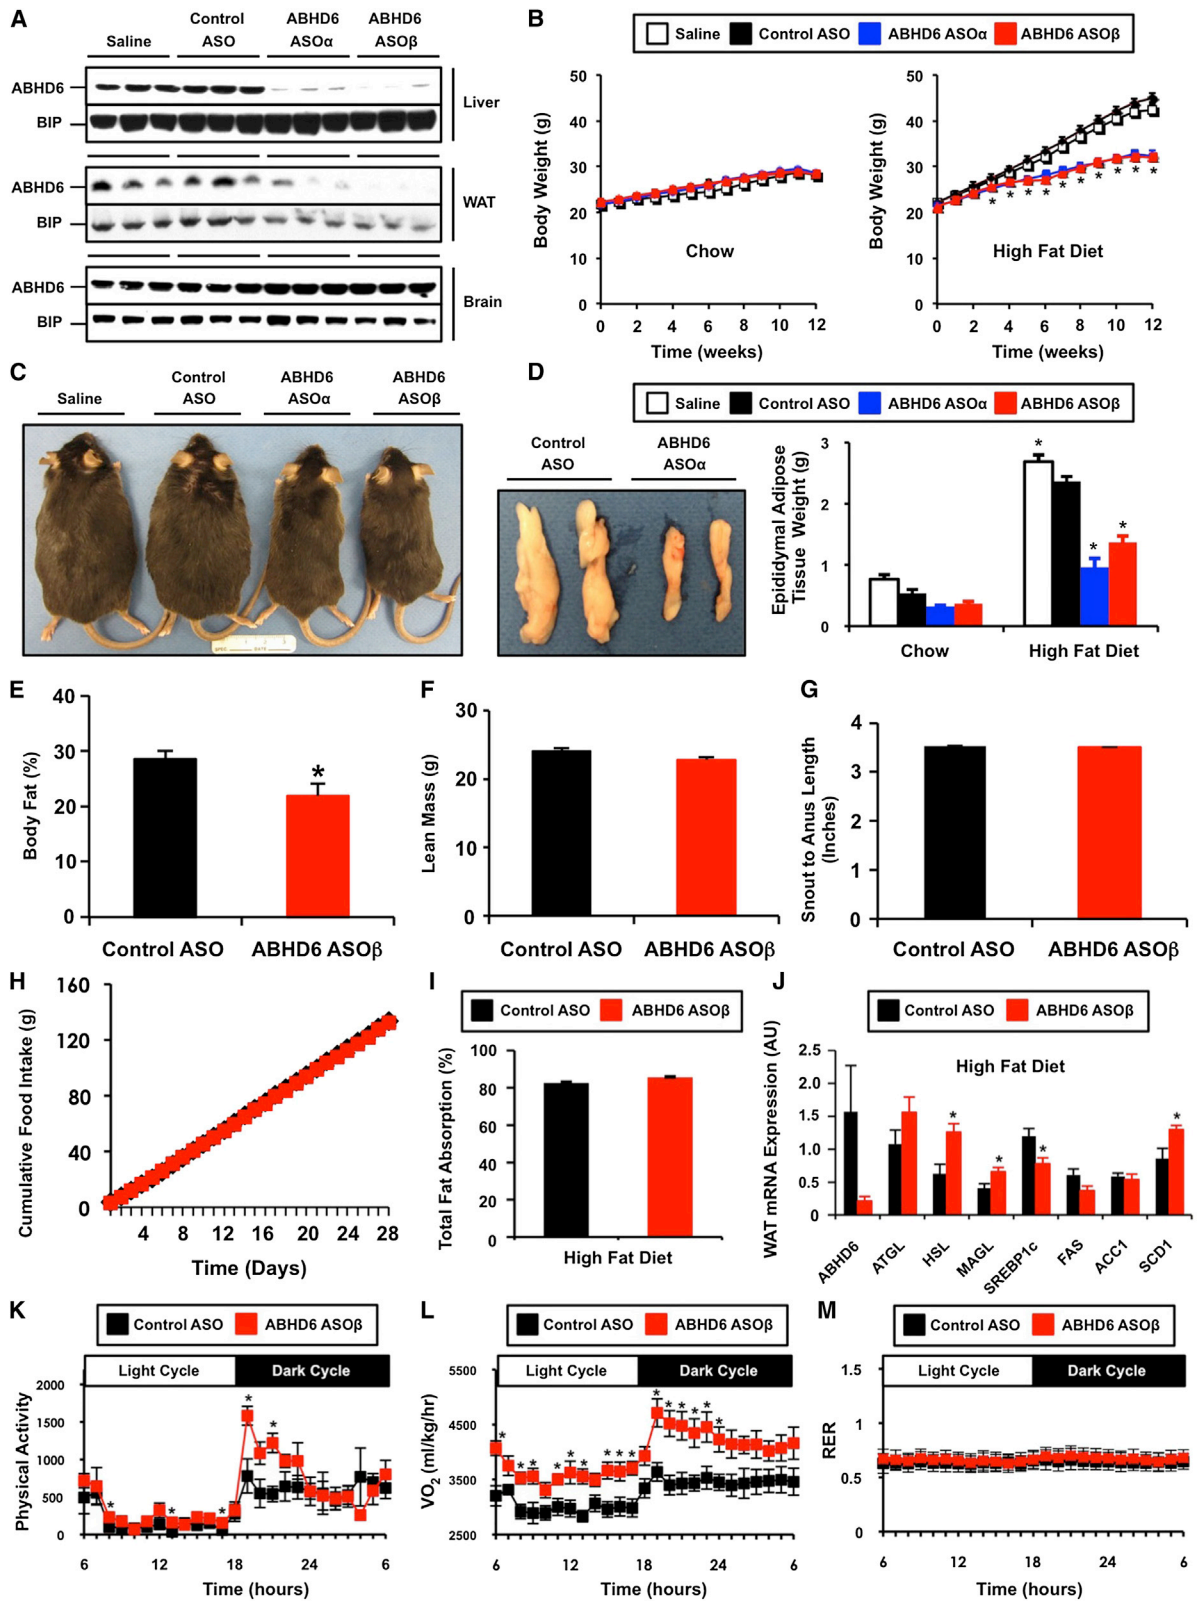 A
Saline
Control
ASO
ABHD6
ASOα
ABHD6
ASOβ
ABHD6
BIP
Liver
ABHD6
BIP
WAT
ABHD6
BIP
Brain
B
Saline Control ASO ABHD6 ASOα ABHD6 ASOβ
Body Weight (g)
50
40
30
20
10
0
Chow
0 2 4 6 8 10 12
Time (weeks)
Body Weight (g)
50
40
30
20
10
0
* * * * * * * * * *
High Fat Diet
0 2 4 6 8 10 12
Time (weeks)
C
Saline
Control
ASO
ABHD6
ASOα
ABHD6
ASOβ
D
Saline Control ASO ABHD6 ASOα ABHD6 ASOβ
Control
ASO
ABHD6
ASOα
Epididymal Adipose
Tissue Weight (g)
3
2
1
0
* * *
Chow High Fat Diet
E
Body Fat (%)
40
30
20
10
0
*
Control ASO ABHD6 ASOβ
F
Lean Mass (g)
30
20
10
0
Control ASO ABHD6 ASOβ
G
Snout to Anus Length
(Inches)
4
3
2
1
0
Control ASO ABHD6 ASOβ
H
Cumulative Food Intake (g)
160
120
80
40
0
4 8 12 16 20 24 28
Time (Days)
I
Control ASO ABHD6 ASOβ
Total Fat Absorption (%)
100
80
60
40
20
0
High Fat Diet
J
Control ASO ABHD6 ASOβ
WAT mRNA Expression (AU)
2.5
2.0
1.5
1.0
0.5
0
High Fat Diet
* * * *
ABHD6 ATGL HSL MAGL SREBP1c FAS ACC1 SCD1
K
Control ASO ABHD6 ASOβ
Light Cycle Dark Cycle
Physical Activity
2000
1500
1000
500
0
* * * * *
6 12 18 24 6
Time (hours)
L
Control ASO ABHD6 ASOβ
Light Cycle Dark Cycle
VO2 (ml/kg/hr)
5500
4500
3500
2500
* * * * * * * * * * * * * *
6 12 18 24 6
Time (hours)
M
Control ASO ABHD6 ASOβ
Light Cycle Dark Cycle
RER
1.5
1
0.5
0
6 12 18 24 6
Time (hours)